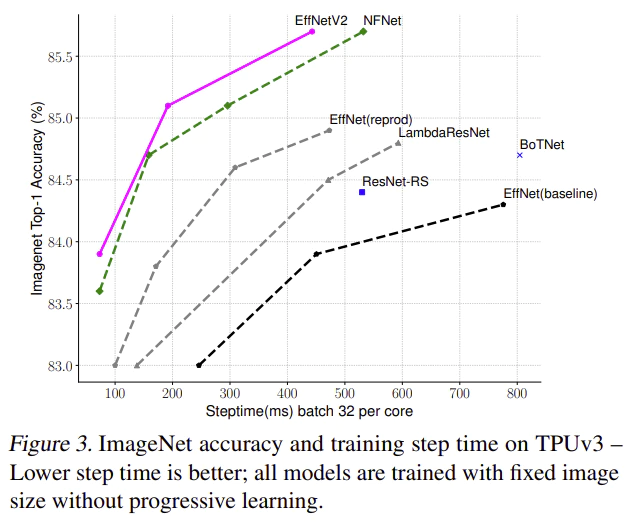 EffNetV2 NFNet
85.5
85.0
EffNet(reprod)
LambdaResNet
BoTNet
84.5
ResNet-RS
EffNet(baseline)
84.0
83.5
83.0
Imagenet Top-1 Accuracy (%)
100 200 300 400 500 600 700 800
Steptime(ms) batch 32 per core
Figure 3. ImageNet accuracy and training step time on TPUv3 –
Lower step time is better; all models are trained with fixed image
size without progressive learning.